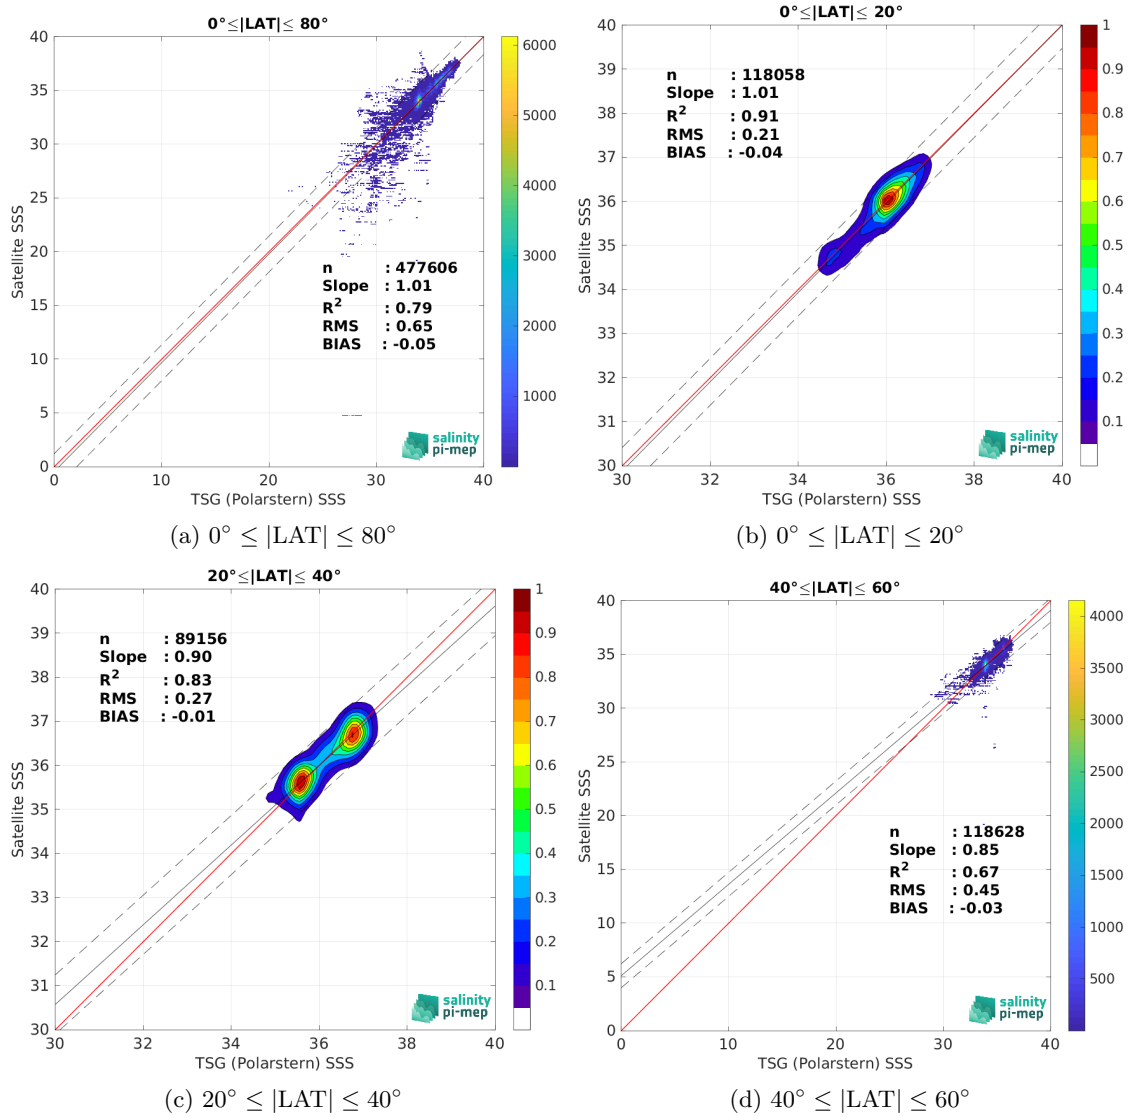 0°≤|LAT|≤ 80°
40
35
30
25
20
15
10
5
0
0
10
20
30
40
Satellite SSS
TSG (Polarstern) SSS
n : 477606
Slope : 1.01
R² : 0.79
RMS : 0.65
BIAS : -0.05
6000
5000
4000
3000
2000
1000
salinity
pi-mep
(a) 0° ≤ |LAT| ≤ 80°
0°≤|LAT|≤ 20°
40
39
38
37
36
35
34
33
32
31
30
30
32
34
36
38
40
Satellite SSS
TSG (Polarstern) SSS
n : 118058
Slope : 1.01
R² : 0.91
RMS : 0.21
BIAS : -0.04
1
0.9
0.8
0.7
0.6
0.5
0.4
0.3
0.2
0.1
salinity
pi-mep
(b) 0° ≤ |LAT| ≤ 20°
20°≤|LAT|≤ 40°
40
39
38
37
36
35
34
33
32
31
30
30
32
34
36
38
40
Satellite SSS
TSG (Polarstern) SSS
n : 89156
Slope : 0.90
R² : 0.83
RMS : 0.27
BIAS : -0.01
1
0.9
0.8
0.7
0.6
0.5
0.4
0.3
0.2
0.1
salinity
pi-mep
(c) 20° ≤ |LAT| ≤ 40°
40°≤|LAT|≤ 60°
40
35
30
25
20
15
10
5
0
0
10
20
30
40
Satellite SSS
TSG (Polarstern) SSS
n : 118628
Slope : 0.85
R² : 0.67
RMS : 0.45
BIAS : -0.03
4000
3500
3000
2500
2000
1500
1000
500
salinity
pi-mep
(d) 40° ≤ |LAT| ≤ 60°